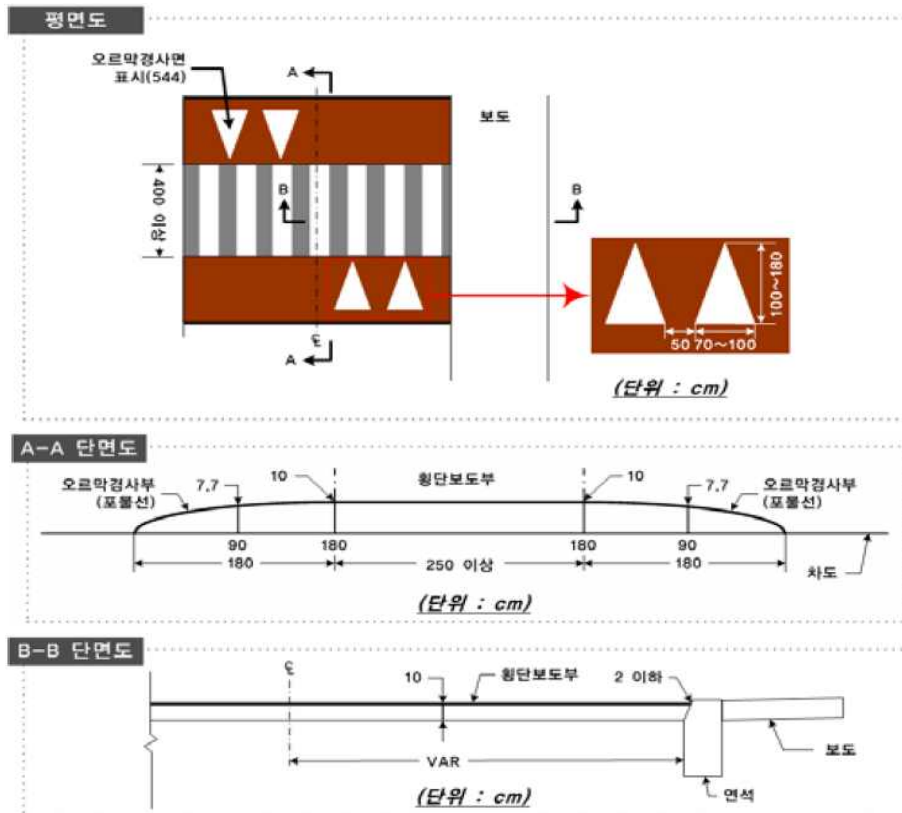 평면도
오르막경사면
표시(544)
A
보도
400 이상
B
B
A
℄
100~180
50 70~100
(단위 : cm)
A-A 단면도
오르막경사부
(포물선)
7.7
10
횡단보도부
10
7.7
오르막경사부
(포물선)
90
180
180
90
180
250 이상
180
차도
(단위 : cm)
B-B 단면도
℄
10
횡단보도부
2 이하
VAR
보도
연석
(단위 : cm)